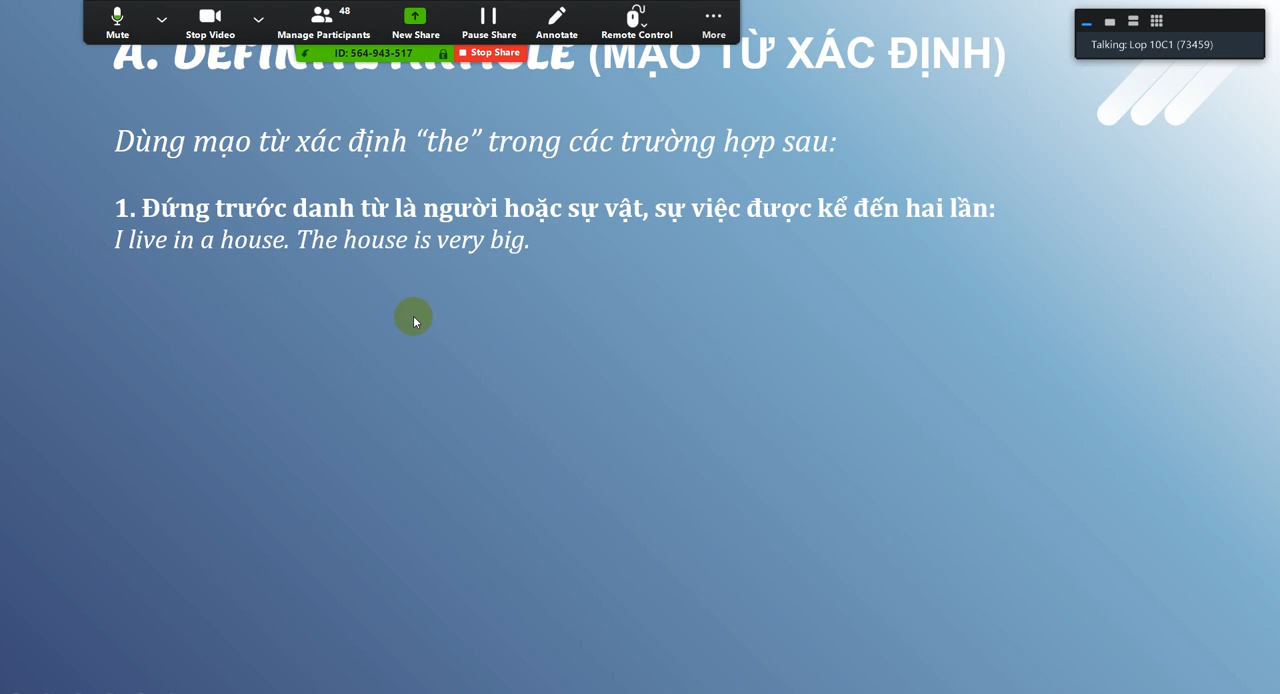 48
Mute
Stop Video
Manage Participants
New Share
Pause Share
Annotate
Remote Control
More
ID: 564-943-517
Stop Share
Talking: Lop 10C1 (73459)
A. (MẠO TỪ XÁC ĐỊNH)
Dùng mạo từ xác định “the” trong các trường hợp sau:
1. Đứng trước danh từ là người hoặc sự vật, sự việc được kể đến hai lần:
I live in a house. The house is very big.